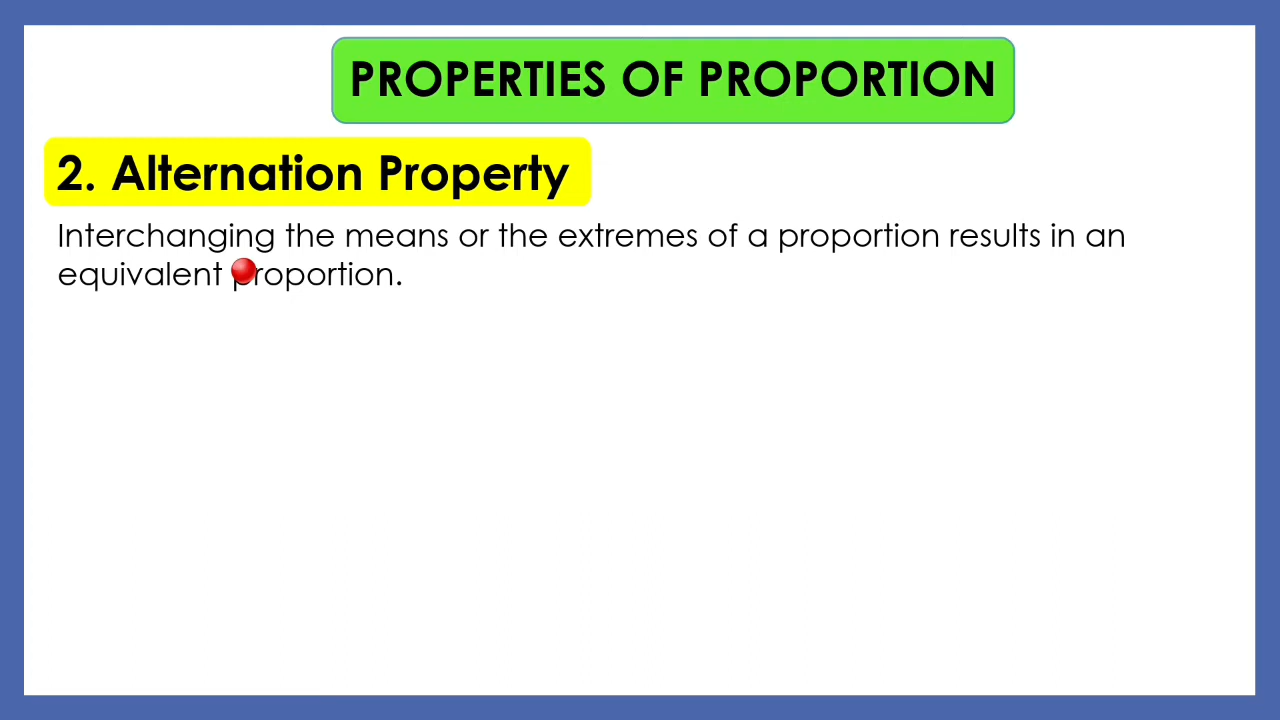 PROPERTIES OF PROPORTION
2. Alternation Property
Interchanging the means or the extremes of a proportion results in an
equivalent proportion.